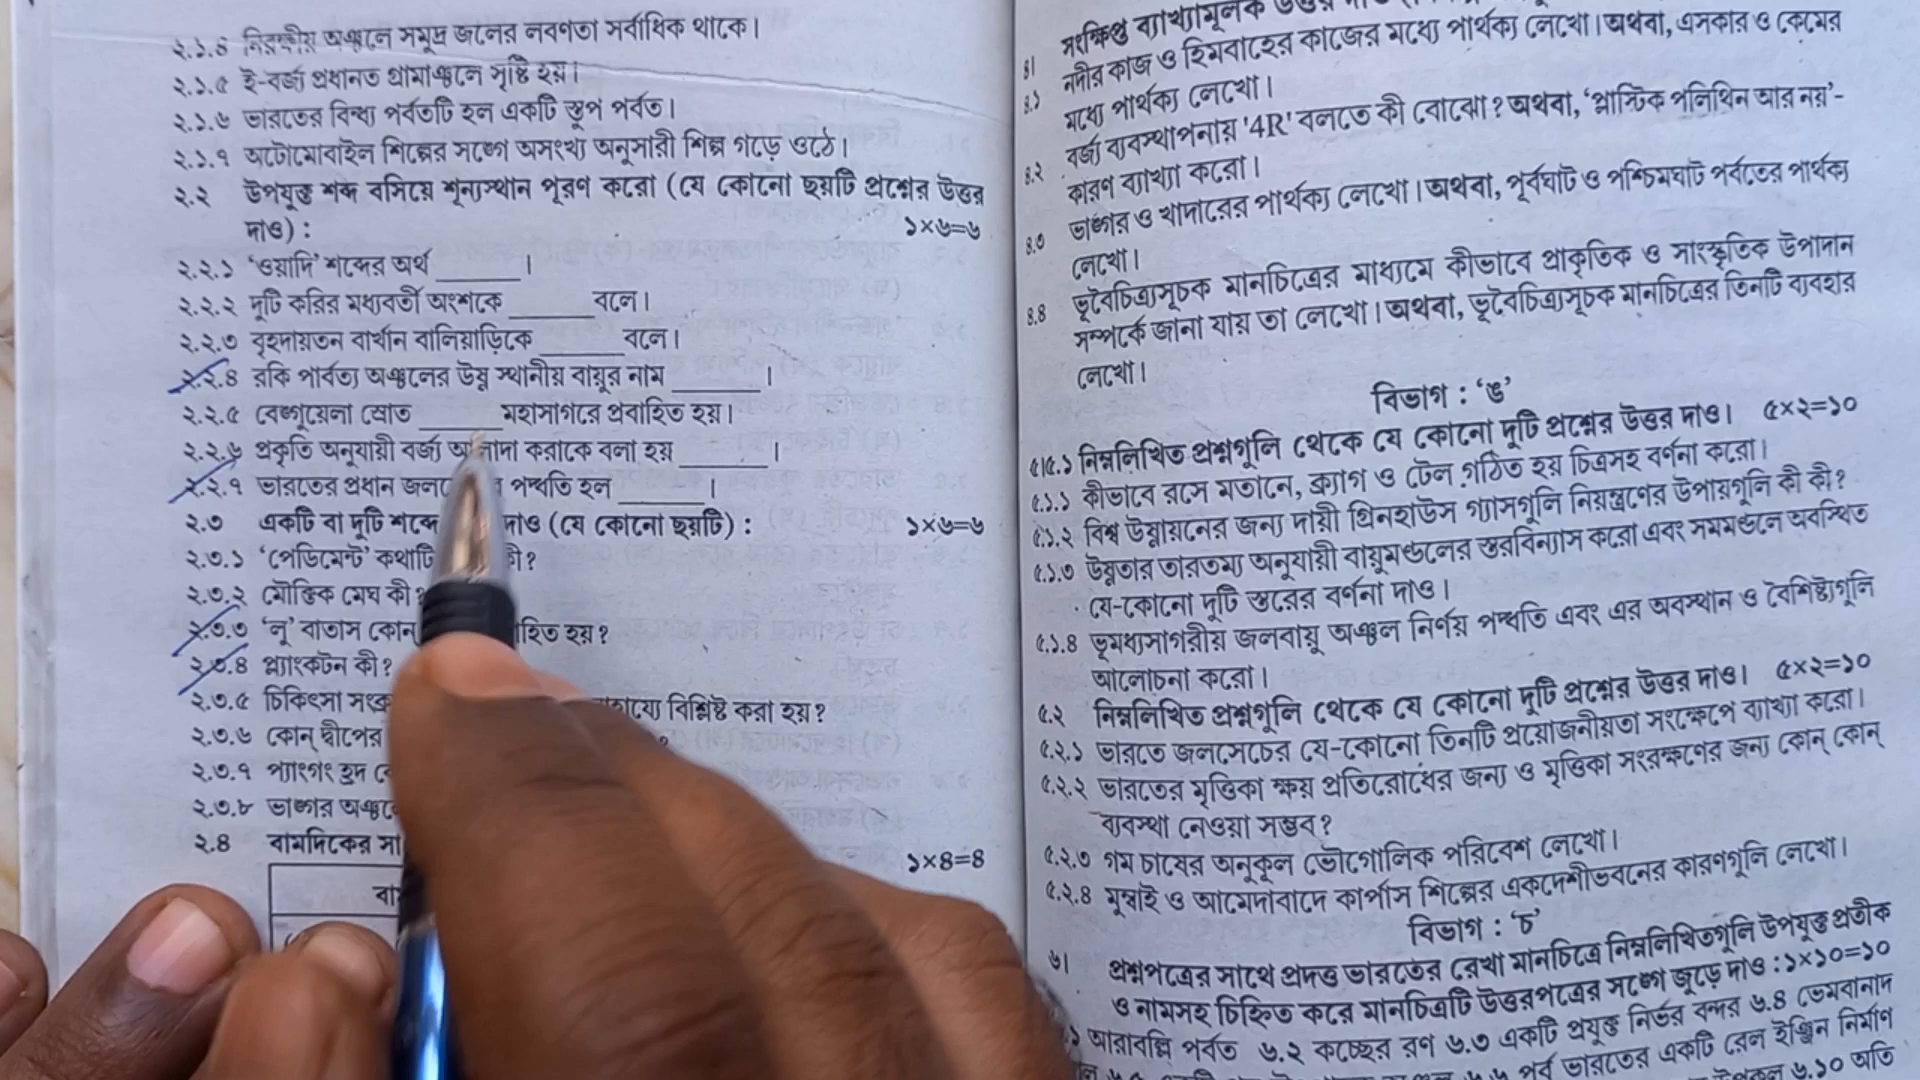 ২.১.৪ নিরক্ষীয় অঞ্চলে সমুদ্র জলের লবণতা সর্বাধিক থাকে।
২.১.৫ ই-বর্জ্য প্রধানত গ্রামাঞ্চলে সৃষ্টি হয়।
২.১.৬ ভারতের বিন্ধ্য পর্বতটি হল একটি স্তূপ পর্বত।
২.১.৭ অটোমোবাইল শিল্পের সঙ্গে অসংখ্য অনুসারী শিল্প গড়ে ওঠে।
২.২ উপযুক্ত শব্দ বসিয়ে শূন্যস্থান পূরণ করো (যে কোনো ছয়টি প্রশ্নের উত্তর
দাও) : ১×৬=৬
২.২.১ 'ওয়াদি' শব্দের অর্থ ______।
২.২.২ দুটি করির মধ্যবর্তী অংশকে ______ বলে।
২.২.৩ বৃহদায়তন বার্খান বালিয়াড়িকে ______ বলে।
২.২.৪ রকি পার্বত্য অঞ্চলের উষ্ণ স্থানীয় বায়ুর নাম ______।
২.২.৫ বেঙ্গুয়েলা স্রোত ______ মহাসাগরে প্রবাহিত হয়।
২.২.৬ প্রকৃতি অনুযায়ী বর্জ্য আলাদা করাকে বলা হয় ______।
২.২.৭ ভারতের প্রধান পদ্ধতি হল ______।
২.৩ একটি বা দুটি শব্দে দাও (যে কোনো ছয়টি) : ১×৬=৬
২.৩.১ 'পেডিমেন্ট' কথাটি কী?
২.৩.২ মৌক্তিক মেঘ কী?
২.৩.৩ 'লু' বাতাস কোন হিত হয়?
২.৩.৪ প্ল্যাংকটন কী?
২.৩.৫ চিকিৎসা বিশ্লিষ্ট করা হয়?
২.৩.৬ কোন্ দ্বীপের
২.৩.৭ প্যাংগং হ্রদ
২.৩.৮ ভাঙ্গার
২.৪ বামদিকের ১×৪=৪
৪। সংক্ষিপ্ত ব্যাখ্যামূলক
৪.১ নদীর কাজ ও হিমবাহের কাজের মধ্যে পার্থক্য লেখো। অথবা, এসকার ও কেমের
মধ্যে পার্থক্য লেখো।
৪.২ বর্জ্য ব্যবস্থাপনায় '4R' বলতে কী বোঝো? অথবা, 'প্লাস্টিক পলিথিন আর নয়'-
কারণ ব্যাখ্যা করো।
৪.৩ ভাঙ্গার ও খাদারের পার্থক্য লেখো। অথবা, পূর্বঘাট ও পশ্চিমঘাট পর্বতের পার্থক্য
লেখো।
৪.৪ ভূবৈচিত্র্যসূচক মানচিত্রের মাধ্যমে কীভাবে প্রাকৃতিক ও সাংস্কৃতিক উপাদান
সম্পর্কে জানা যায় তা লেখো। অথবা, ভূবৈচিত্র্যসূচক মানচিত্রের তিনটি ব্যবহার
লেখো।
বিভাগ : 'ঙ'
৫।৫.১ নিম্নলিখিত প্রশ্নগুলি থেকে যে কোনো দুটি প্রশ্নের উত্তর দাও। ৫×২=১০
৫.১.১ কীভাবে রসে মতানে, ক্র্যাগ ও টেল গঠিত হয় চিত্রসহ বর্ণনা করো।
৫.১.২ বিশ্ব উষ্ণায়নের জন্য দায়ী গ্রিনহাউস গ্যাসগুলি নিয়ন্ত্রণের উপায়গুলি কী কী?
৫.১.৩ উষ্ণতার তারতম্য অনুযায়ী বায়ুমণ্ডলের স্তরবিন্যাস করো এবং সমমণ্ডলে অবস্থিত
যে-কোনো দুটি স্তরের বর্ণনা দাও।
৫.১.৪ ভূমধ্যসাগরীয় জলবায়ু অঞ্চল নির্ণয় পদ্ধতি এবং এর অবস্থান ও বৈশিষ্ট্যগুলি
আলোচনা করো।
৫.২ নিম্নলিখিত প্রশ্নগুলি থেকে যে কোনো দুটি প্রশ্নের উত্তর দাও। ৫×২=১০
৫.২.১ ভারতে জলসেচের যে-কোনো তিনটি প্রয়োজনীয়তা সংক্ষেপে ব্যাখ্যা করো।
৫.২.২ ভারতের মৃত্তিকা ক্ষয় প্রতিরোধের জন্য ও মৃত্তিকা সংরক্ষণের জন্য কোন্ কোন্
ব্যবস্থা নেওয়া সম্ভব?
৫.২.৩ গম চাষের অনুকূল ভৌগোলিক পরিবেশ লেখো।
৫.২.৪ মুম্বাই ও আমেদাবাদে কার্পাস শিল্পের একদেশীভবনের কারণগুলি লেখো।
বিভাগ : 'চ'
৬। প্রশ্নপত্রের সাথে প্রদত্ত ভারতের রেখা মানচিত্রে নিম্নলিখিতগুলি উপযুক্ত প্রতীক
ও নামসহ চিহ্নিত করে মানচিত্রটি উত্তরপত্রের সঙ্গে জুড়ে দাও : ১×১০=১০
আরাবল্লি পর্বত ৬.২ কচ্ছের রণ ৬.৩ একটি প্রযুক্ত নির্ভর বন্দর ৬.৪ ভেমবানাদ
পূর্ব ভারতের একটি রেল ইঞ্জিন নির্মাণ
৬.১০ অতি